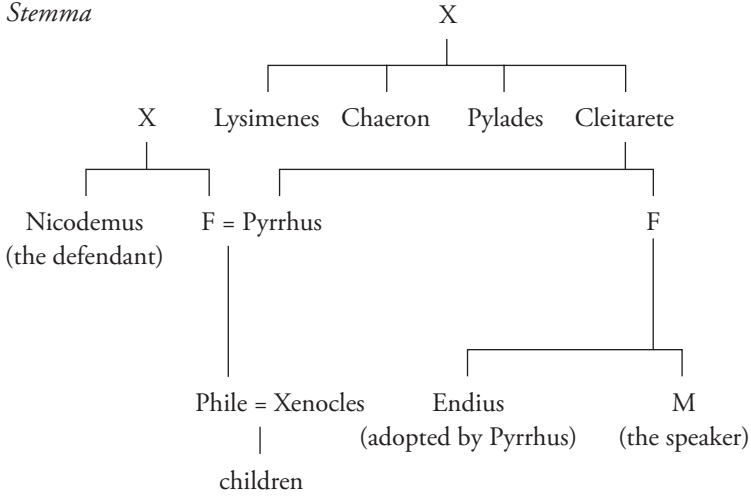 Stemma
X
X Lysimenes Chaeron Pylades Cleitarete
Nicodemus F = Pyrrhus F
(the defendant)
Phile = Xenocles Endius M
(adopted by Pyrrhus) (the speaker)
children